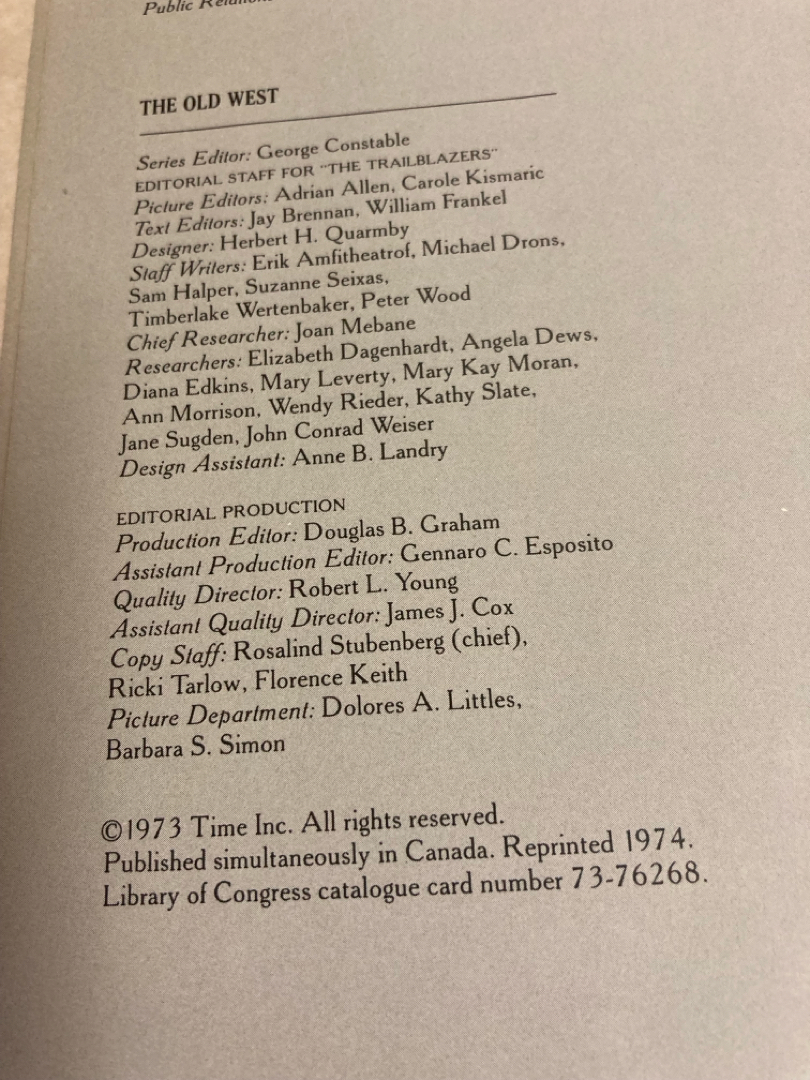 Public
THE OLD WEST
Series Editor: George Constable
EDITORIAL STAFF FOR "THE TRAILBLAZERS"
Picture Editors: Adrian Allen, Carole Kismaric
Text Editors: Jay Brennan, William Frankel
Designer: Herbert H. Quarmby
Staff Writers: Erik Amfitheatrof, Michael Drons,
Sam Halper, Suzanne Seixas,
Timberlake Wertenbaker, Peter Wood
Chief Researcher: Joan Mebane
Researchers: Elizabeth Dagenhardt, Angela Dews,
Diana Edkins, Mary Leverty, Mary Kay Moran,
Ann Morrison, Wendy Rieder, Kathy Slate,
Jane Sugden, John Conrad Weiser
Design Assistant: Anne B. Landry
EDITORIAL PRODUCTION
Production Editor: Douglas B. Graham
Assistant Production Editor: Gennaro C. Esposito
Quality Director: Robert L. Young
Assistant Quality Director: James J. Cox
Copy Staff: Rosalind Stubenberg (chief),
Ricki Tarlow, Florence Keith
Picture Department: Dolores A. Littles,
Barbara S. Simon
©1973 Time Inc. All rights reserved.
Published simultaneously in Canada. Reprinted 1974.
Library of Congress catalogue card number 73-76268.